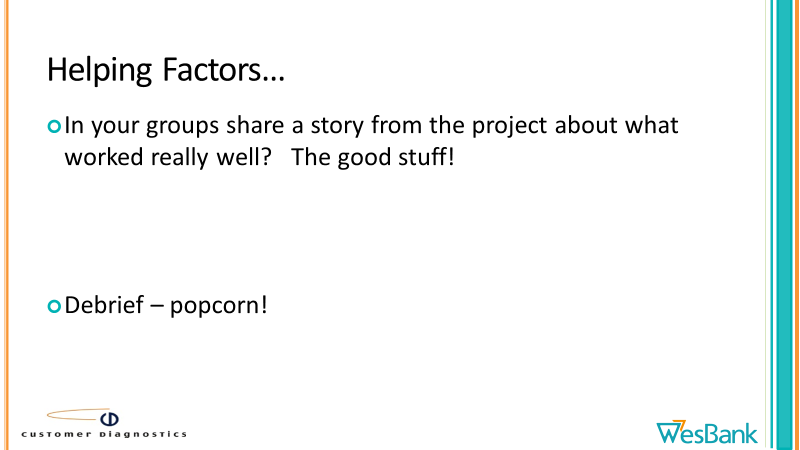 Helping Factors...
In your groups share a story from the project about what
worked really well? The good stuff!
Debrief – popcorn!
CD
CUSTOMER DIAGNOSTICS
WesBank